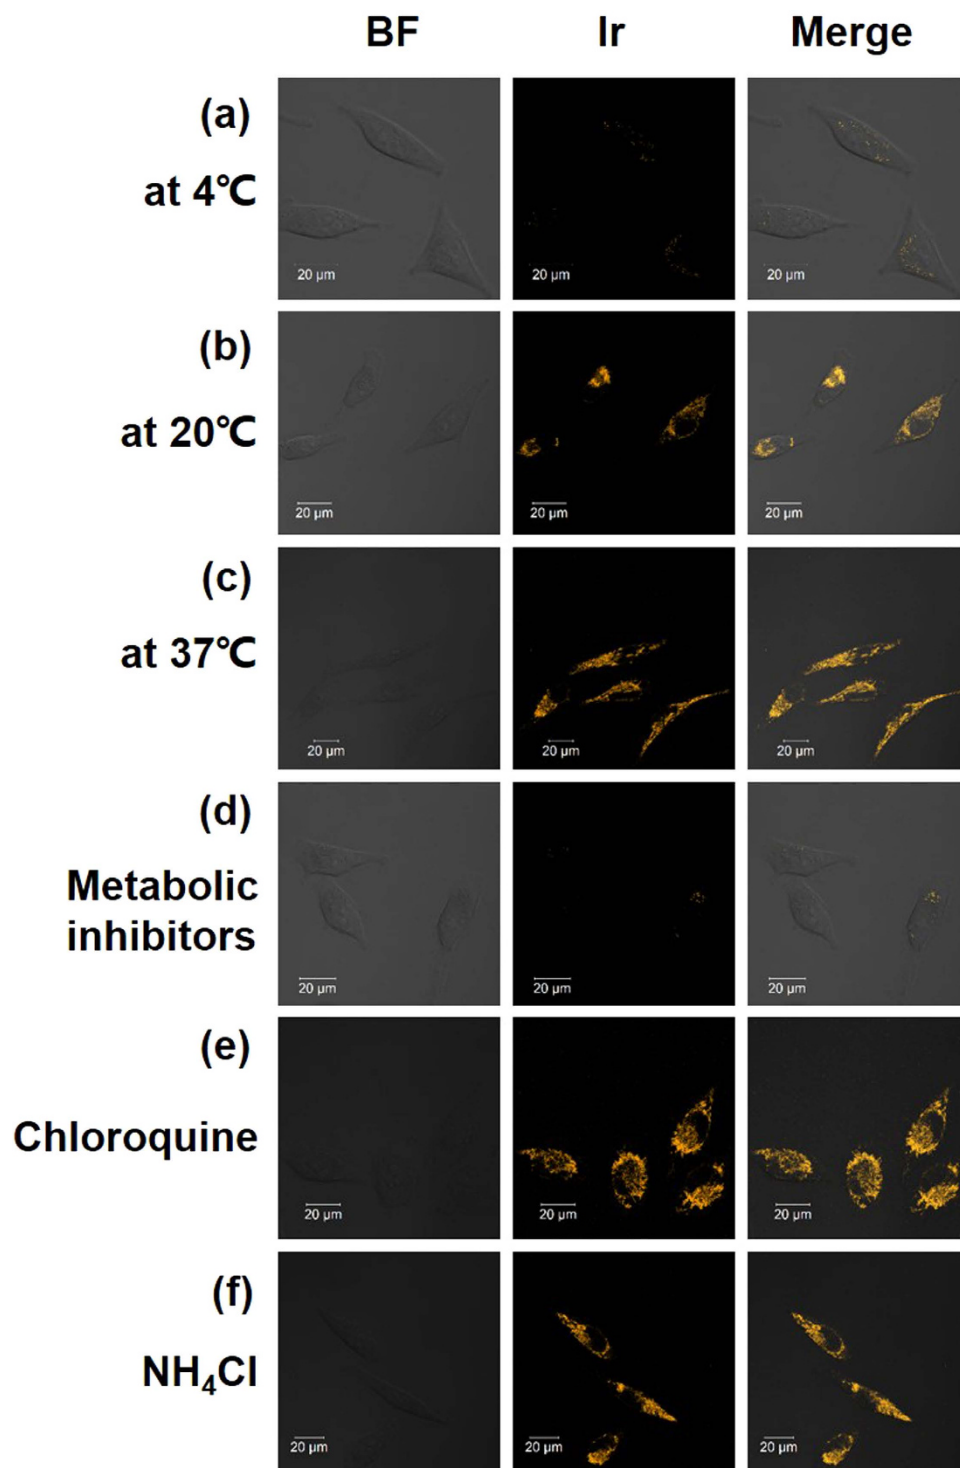 BF Ir Merge
(a)
at 4℃
20 μm 20 μm 20 μm
(b)
at 20℃
20 μm 20 μm 20 μm
(c)
at 37℃
20 μm 20 μm 20 μm
(d)
Metabolic
inhibitors
20 μm 20 μm 20 μm
(e)
Chloroquine
20 μm 20 μm 20 μm
(f)
NH₄Cl
20 μm 20 μm 20 μm